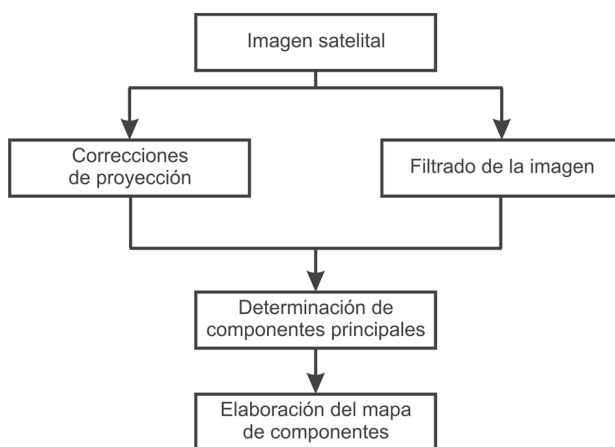 Imagen satelital
Correcciones
de proyección
Filtrado de la imagen
Determinación de
componentes principales
Elaboración del mapa
de componentes